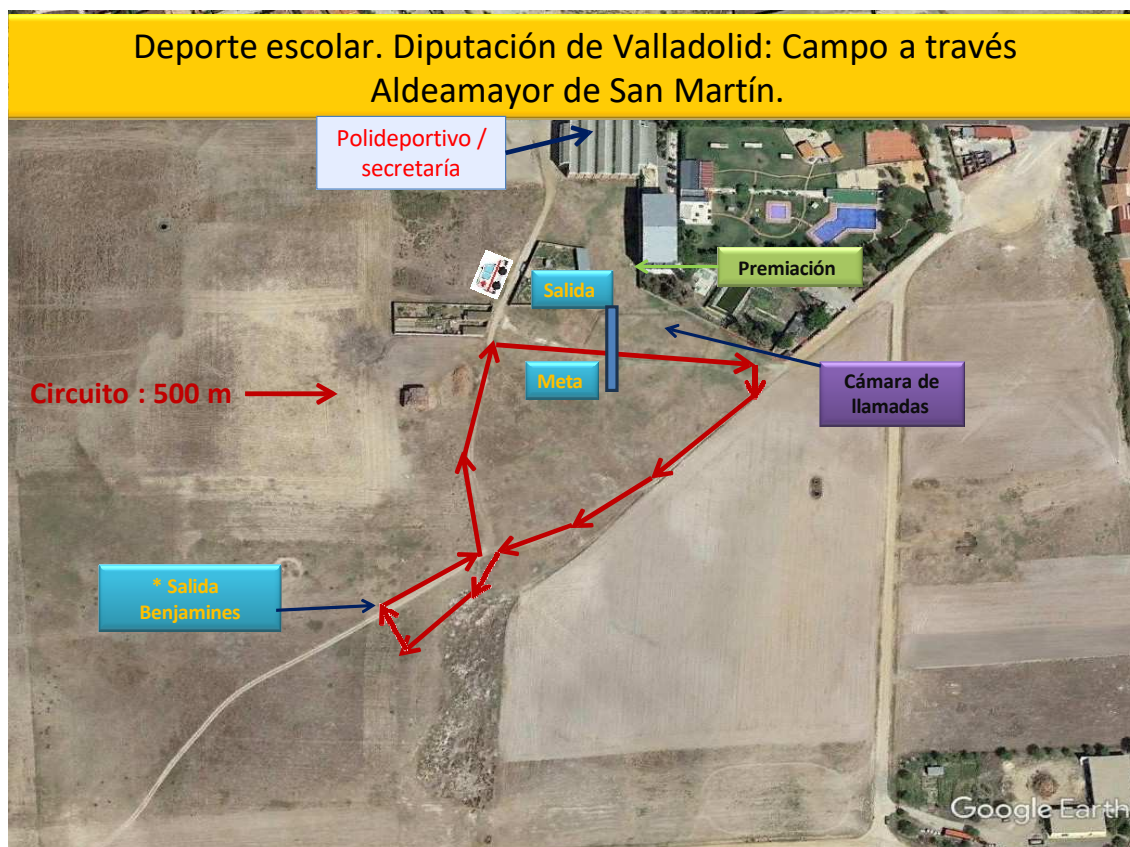 Deporte escolar. Diputación de Valladolid: Campo a través
Aldeamayor de San Martín.
Polideportivo /
secretaría
Premiación
Salida
Meta
Cámara de
llamadas
Circuito : 500 m
* Salida
Benjamines
Google Earth